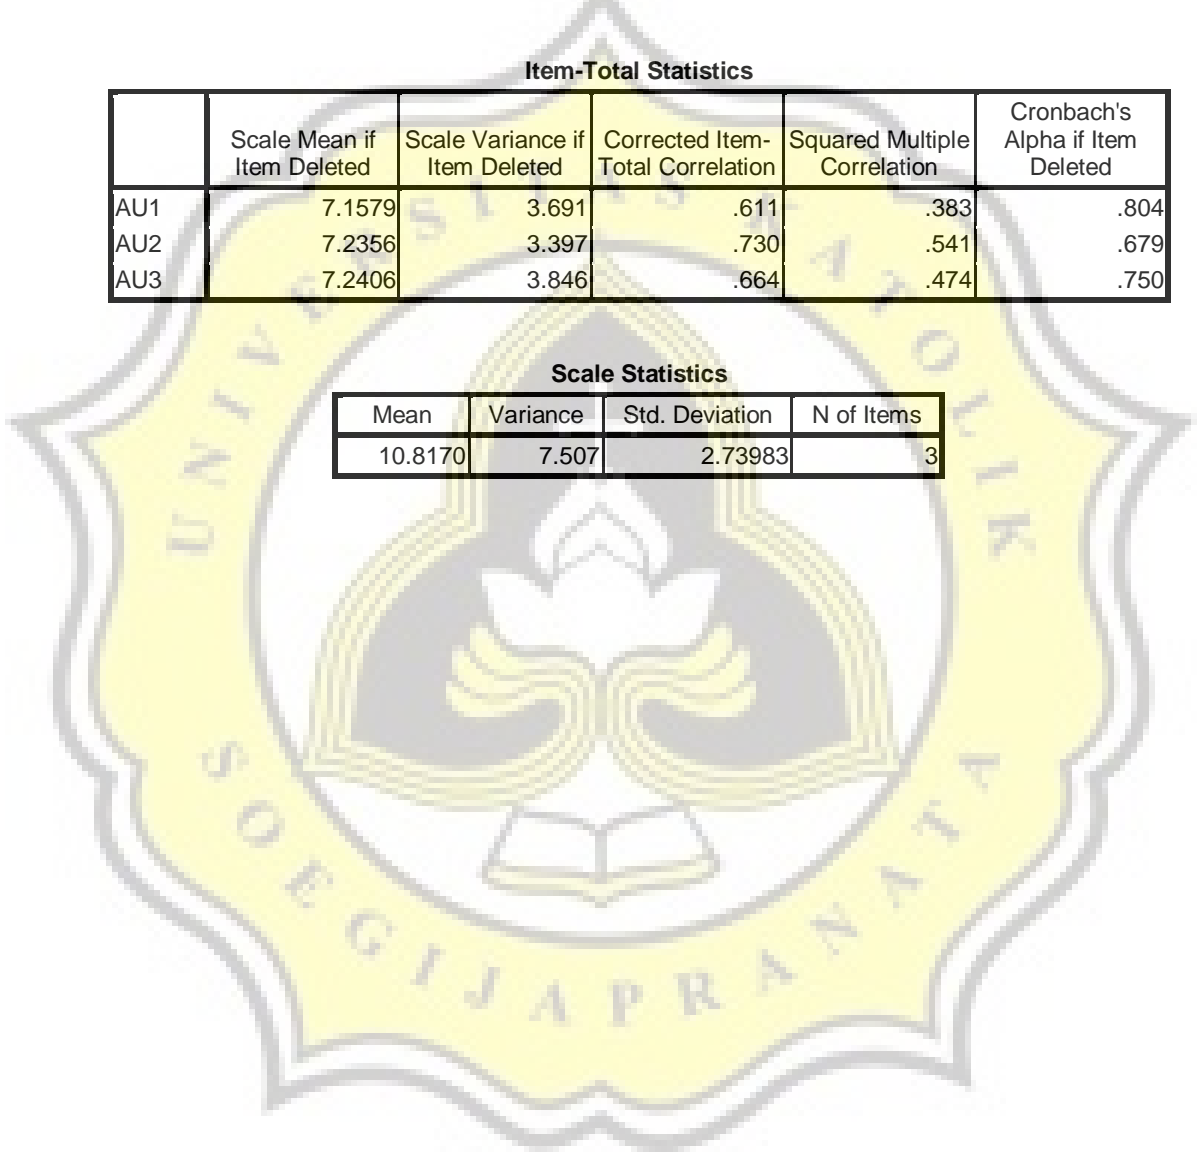 Item-Total Statistics
Scale Mean if Item Deleted Scale Variance if Item Deleted Corrected Item-Total Correlation Squared Multiple Correlation Cronbach's Alpha if Item Deleted
AU1 7.1579 3.691 .611 .383 .804
AU2 7.2356 3.397 .730 .541 .679
AU3 7.2406 3.846 .664 .474 .750
Scale Statistics
Mean Variance Std. Deviation N of Items
10.8170 7.507 2.73983 3
UNIVERSITAS KATOLIK
SOEGIJAPRANATA